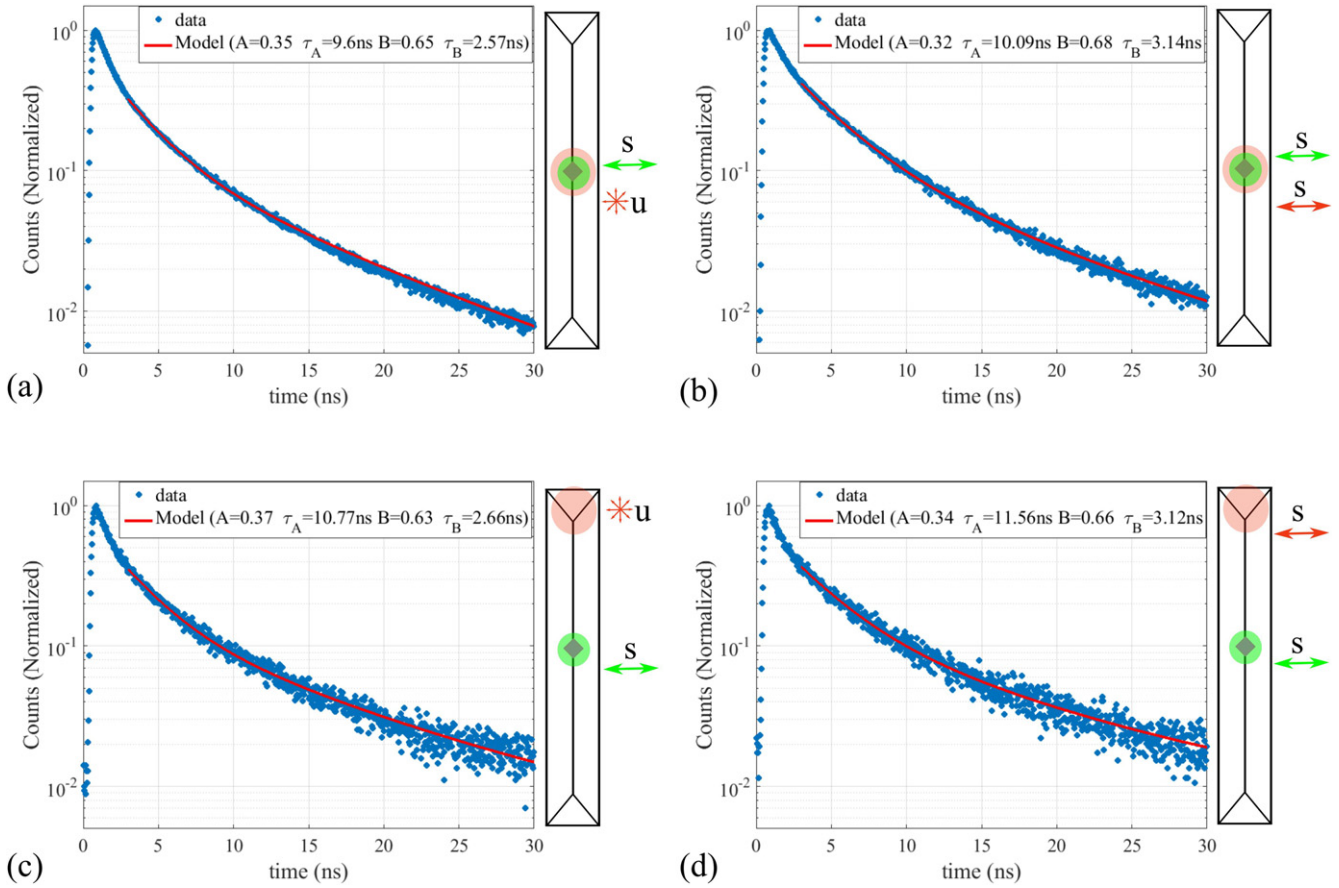 data
Model (A=0.35 τA=9.6ns B=0.65 τB=2.57ns)
10^0
10^-1
10^-2
Counts (Normalized)
0 5 10 15 20 25 30
time (ns)
s
u
(a)
data
Model (A=0.32 τA=10.09ns B=0.68 τB=3.14ns)
10^0
10^-1
10^-2
Counts (Normalized)
0 5 10 15 20 25 30
time (ns)
s
s
(b)
data
Model (A=0.37 τA=10.77ns B=0.63 τB=2.66ns)
10^0
10^-1
10^-2
Counts (Normalized)
0 5 10 15 20 25 30
time (ns)
u
s
(c)
data
Model (A=0.34 τA=11.56ns B=0.66 τB=3.12ns
10^0
10^-1
10^-2
Counts (Normalized)
0 5 10 15 20 25 30
time (ns)
s
s
(d)